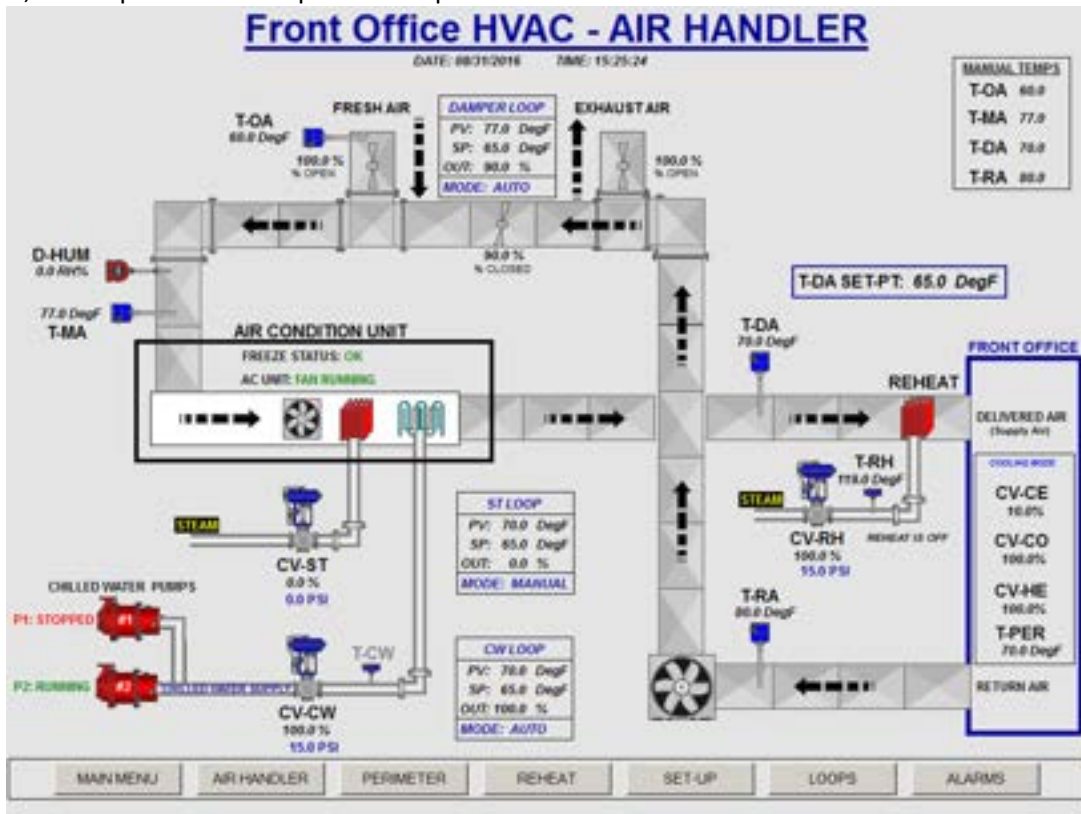 Front Office HVAC - AIR HANDLER
DATE: 08/31/2016 TIME: 15:25:24
MANUAL TEMPS
T-OA 60.0
T-MA 77.0
T-DA 70.0
T-RA 80.0
T-OA
60.0 DegF
FRESH AIR
100.0 %
% OPEN
DAMPER LOOP
PV: 77.0 DegF
SP: 65.0 DegF
OUT: 90.0 %
MODE: AUTO
EXHAUST AIR
100.0 %
% OPEN
90.0 %
% CLOSED
D-HUM
0.0 RH%
77.0 DegF
T-MA
T-DA SET-PT: 65.0 DegF
AIR CONDITION UNIT
FREEZE STATUS: OK
AC UNIT: FAN RUNNING
T-DA
70.0 DegF
FRONT OFFICE
REHEAT
DELIVERED AIR
(Supply Air)
COOLING MODE
CV-CE
10.0%
CV-CO
100.0%
CV-HE
100.0%
T-PER
70.0 DegF
RETURN AIR
T-RH
110.0 DegF
STEAM
CV-RH
100.0 %
15.0 PSI
REHEAT IS OFF
ST LOOP
PV: 70.0 DegF
SP: 65.0 DegF
OUT: 0.0 %
MODE: MANUAL
STEAM
CV-ST
0.0 %
0.0 PSI
CHILLED WATER PUMPS
P1: STOPPED
#1
P2: RUNNING
#2
CHILLED WATER SUPPLY
T-CW
CV-CW
100.0 %
15.0 PSI
CW LOOP
PV: 70.0 DegF
SP: 65.0 DegF
OUT: 100.0 %
MODE: AUTO
T-RA
80.0 DegF
MAIN MENU
AIR HANDLER
PERIMETER
REHEAT
SET-UP
LOOPS
ALARMS